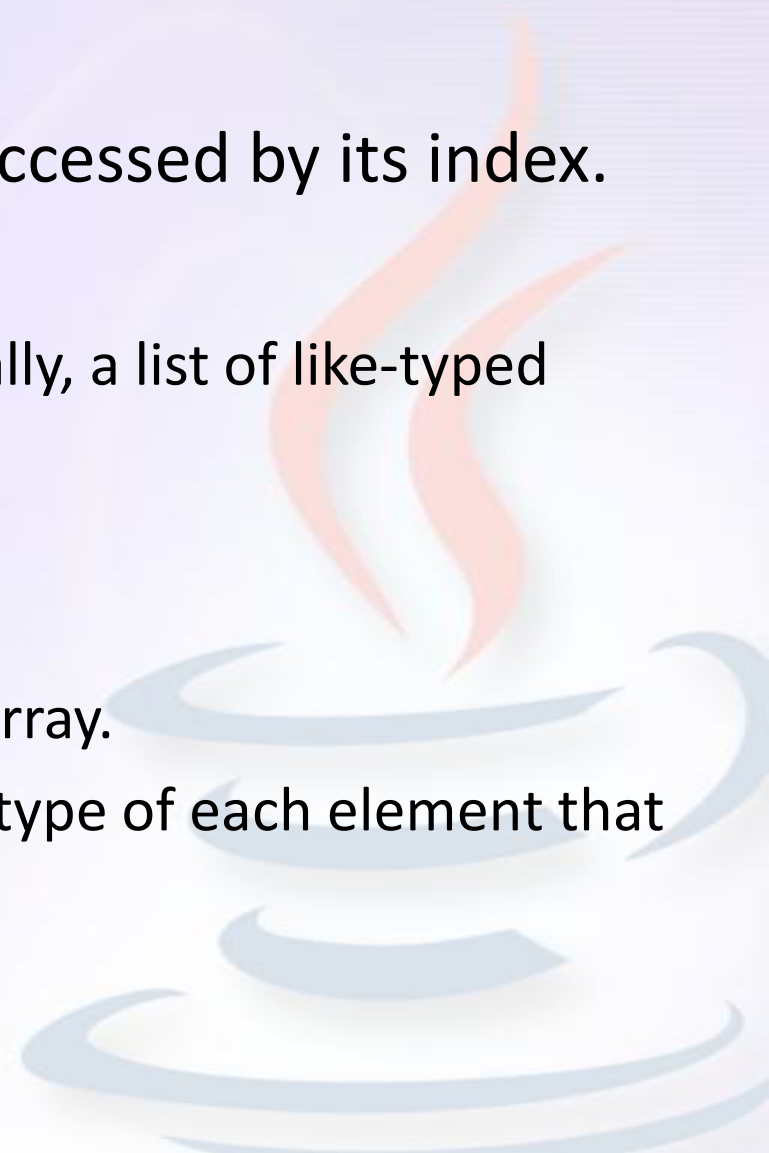 ccessed by its index.
lly, a list of like-typed
rray.
type of each element that